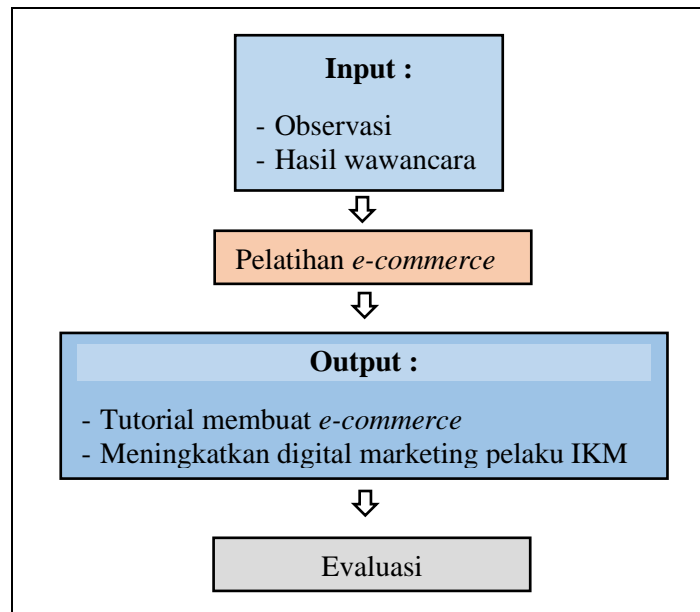 Input :
- Observasi
- Hasil wawancara
Pelatihan e-commerce
Output :
- Tutorial membuat e-commerce
- Meningkatkan digital marketing pelaku IKM
Evaluasi